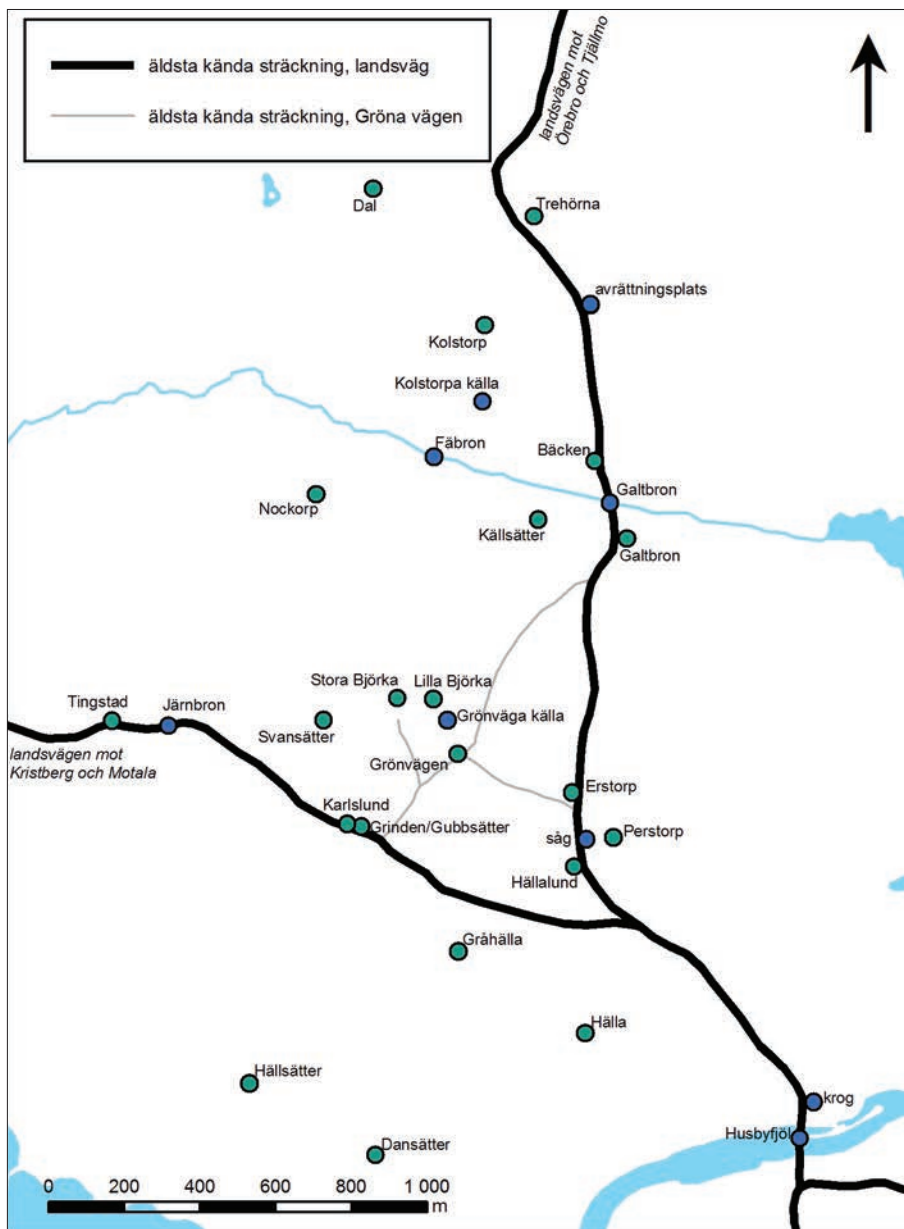 äldsta kända sträckning, landsväg
äldsta kända sträckning, Gröna vägen
landsvägen mot
Örebro och Tjällmo
Dal
Trehörna
avrättningsplats
Kolstorp
Kolstorpa källa
Fäbron
Bäcken
Galtbron
Nockorp
Källsätter
Galtbron
Stora Björka
Lilla Björka
Tingstad
Järnbron
Svansätter
Grönväga källa
landsvägen mot
Kristberg och Motala
Grönvägen
Erstorp
Karlslund
Grinden/Gubbsätter
såg
Perstorp
Hällalund
Gråhälla
Hälla
Hällsätter
krog
Husbyfjöl
Dansätter
0 200 400 600 800 1 000
m